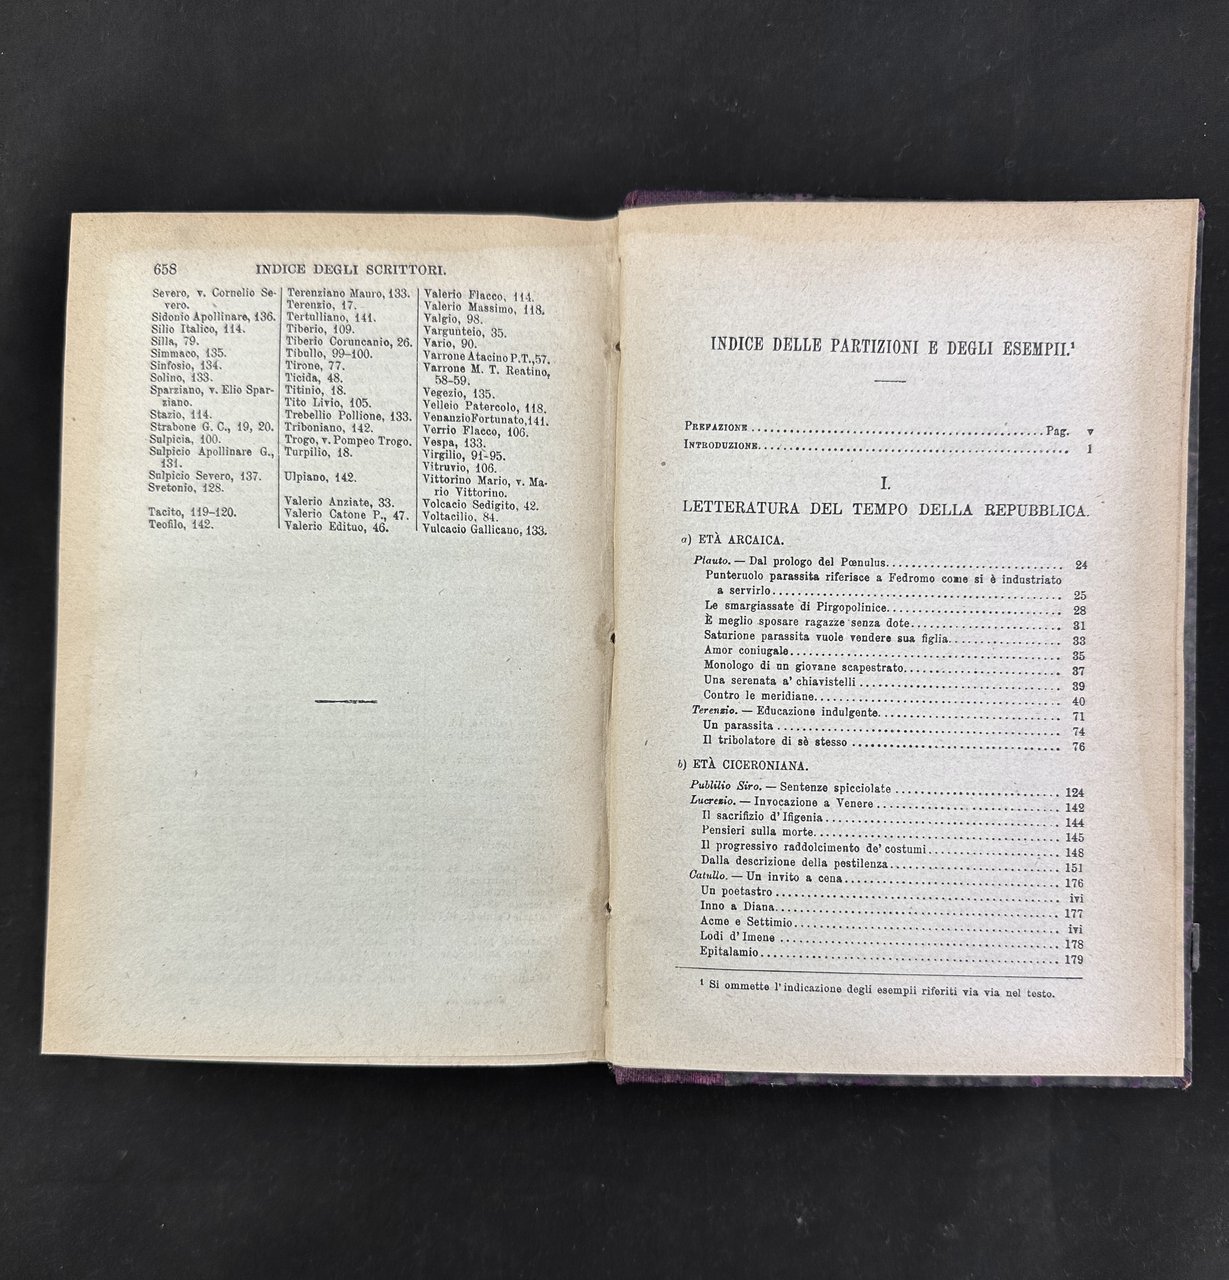 658 INDICE DEGLI SCRITTORI.
Severo, v. Cornelio Se-
vero.
Sidonio Apollinare, 136.
Silio Italico, 114.
Silla, 79.
Simmaco, 135.
Sinfosio, 134.
Solino, 133.
Sparziano, v. Elio Spar-
ziano.
Stazio, 114.
Strabone G. C., 19, 20.
Sulpicia, 100.
Sulpicio Apollinare G.,
131.
Sulpicio Severo, 137.
Svetonio, 128.
Tacito, 119-120.
Teofilo, 142.
Terenziano Mauro, 133.
Terenzio, 17.
Tertulliano, 141.
Tiberio, 109.
Tiberio Coruncanio, 26.
Tibullo, 99-100.
Tirone, 77.
Ticida, 48.
Titinio, 18.
Tito Livio, 105.
Trebellio Pollione, 133.
Triboniano, 142.
Trogo, v. Pompeo Trogo.
Turpilio, 18.
Ulpiano, 142.
Valerio Anziate, 33.
Valerio Catone P., 47.
Valerio Edituo, 46.
Valerio Flacco, 114.
Valerio Massimo, 118.
Valgio, 98.
Vargunteio, 35.
Vario, 90.
Varrone Atacino P.T., 57.
Varrone M. T. Reatino,
58-59.
Vegezio, 135.
Velleio Patercolo, 118.
Venanzio Fortunato, 141.
Verrio Flacco, 106.
Vespa, 133.
Virgilio, 91-95.
Vitruvio, 106.
Vittorino Mario, v. Ma-
rio Vittorino.
Volcacio Sedigito, 42.
Voltacilio, 84.
Vulcacio Gallicano, 133.
INDICE DELLE PARTIZIONI E DEGLI ESEMPII.¹
PREFAZIONE ........ Pag. v
INTRODUZIONE ........ 1
I.
LETTERATURA DEL TEMPO DELLA REPUBBLICA.
a) ETÀ ARCAICA.
Plauto. — Dal prologo del Pœnulus ........ 24
Punteruolo parassita riferisce a Fedromo come si è industriato
a servirlo ........ 25
Le smargiassate di Pirgopolinice ........ 28
È meglio sposare ragazze senza dote ........ 31
Saturione parassita vuole vendere sua figlia ........ 33
Amor coniugale ........ 35
Monologo di un giovane scapestrato ........ 37
Una serenata a' chiavistelli ........ 39
Contro le meridiane ........ 40
Terenzio. — Educazione indulgente ........ 71
Un parassita ........ 74
Il tribolatore di sè stesso ........ 76
b) ETÀ CICERONIANA.
Publilio Siro. — Sentenze spicciolate ........ 124
Lucrezio. — Invocazione a Venere ........ 142
Il sacrifizio d' Ifigenia ........ 144
Pensieri sulla morte ........ 145
Il progressivo raddolcimento de' costumi ........ 148
Dalla descrizione della pestilenza ........ 151
Catullo. — Un invito a cena ........ 176
Un poetastro ........ ivi
Inno a Diana ........ 177
Acme e Settimio ........ ivi
Lodi d' Imene ........ 178
Epitalamio ........ 179
¹ Si ommette l' indicazione degli esempii riferiti via via nel testo.